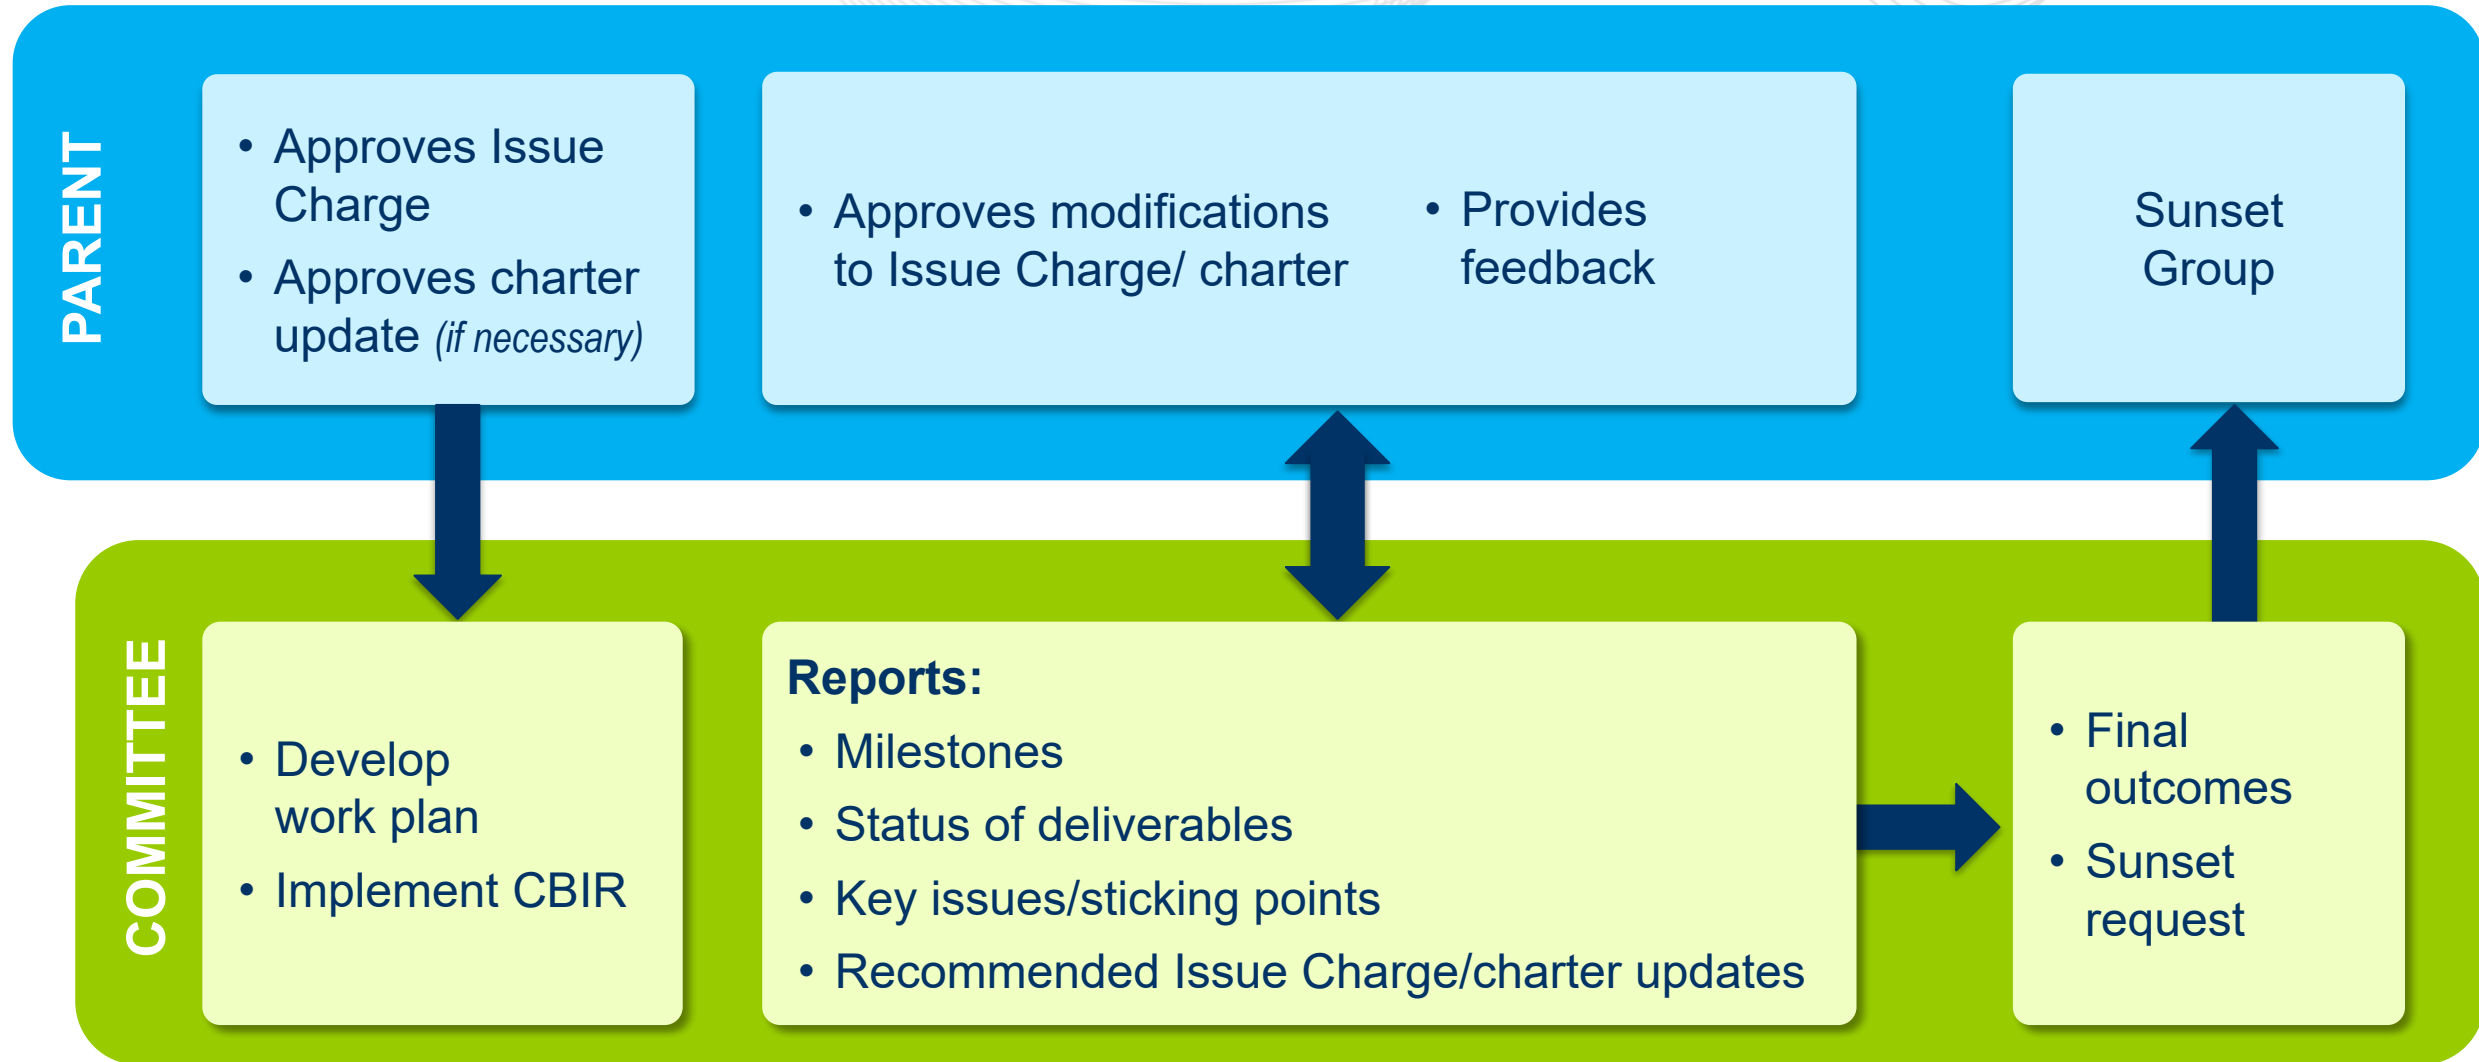 PARENT
• Approves Issue
Charge
• Approves charter
update (if necessary)
• Approves modifications
to Issue Charge/ charter
• Provides
feedback
Sunset
Group
COMMITTEE
• Develop
work plan
• Implement CBIR
Reports:
• Milestones
• Status of deliverables
• Key issues/sticking points
• Recommended Issue Charge/charter updates
• Final
outcomes
• Sunset
request